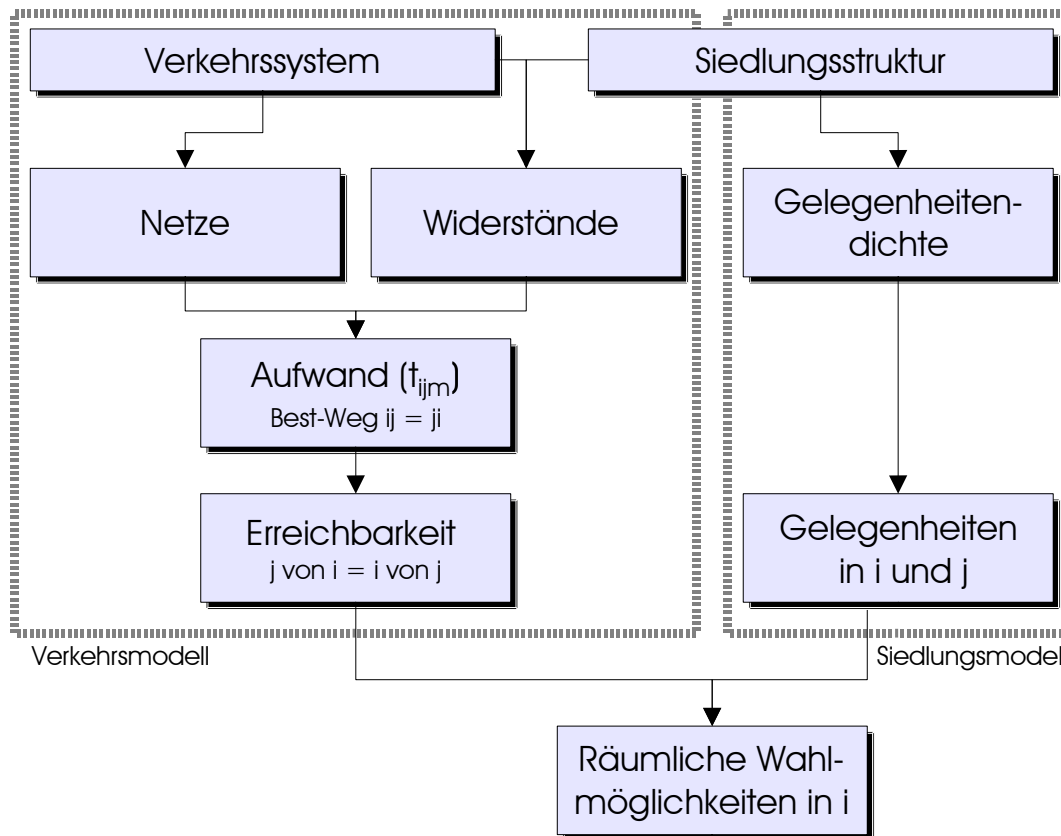 Verkehrssystem
Siedlungsstruktur
Netze
Widerstände
Gelegenheiten-
dichte
Aufwand (tijm)
Best-Weg ij = ji
Erreichbarkeit
j von i = i von j
Gelegenheiten
in i und j
Verkehrsmodell
Siedlungsmodel
Räumliche Wahl-
möglichkeiten in i